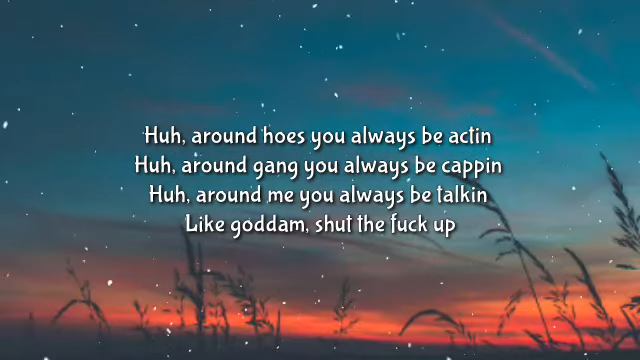 Huh, around hoes you always be actin
Huh, around gang you always be cappin
Huh, around me you always be talkin
Like goddam, shut the fuck up